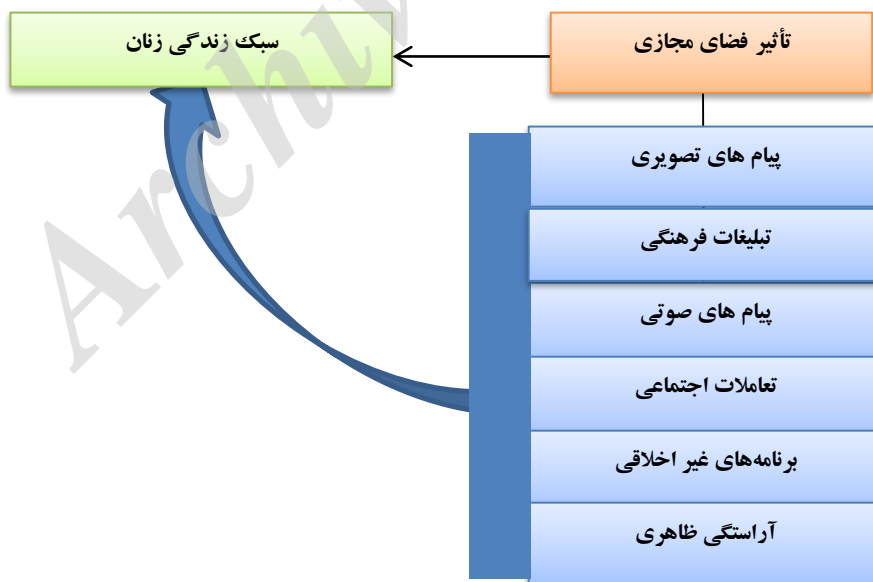 تأثیر فضای مجازی
سبک زندگی زنان
پیام های تصویری
تبلیغات فرهنگی
پیام های صوتی
تعاملات اجتماعی
برنامه‌های غیر اخلاقی
آراستگی ظاهری
Archiv